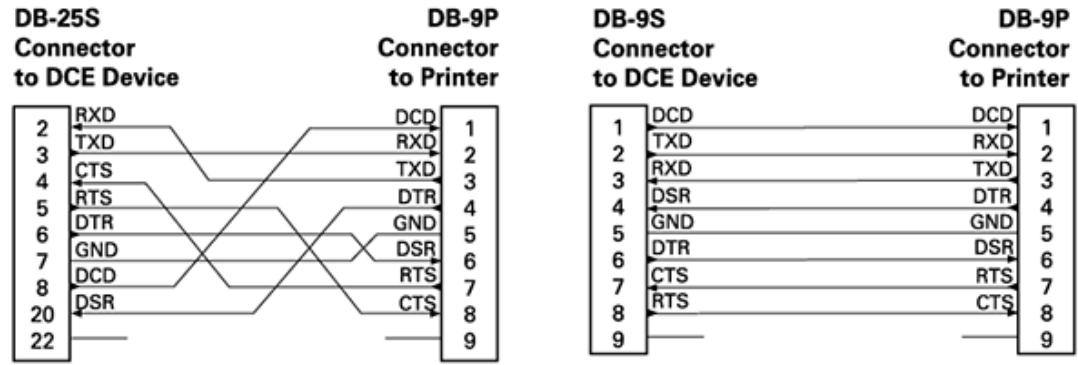 DB-25S
Connector
to DCE Device
DB-9P
Connector
to Printer
2
3
4
5
6
7
8
20
22
RXD
TXD
CTS
RTS
DTR
GND
DCD
DSR
DCD
RXD
TXD
DTR
GND
DSR
RTS
CTS
1
2
3
4
5
6
7
8
9
DB-9S
Connector
to DCE Device
DB-9P
Connector
to Printer
1
2
3
4
5
6
7
8
9
DCD
TXD
RXD
DSR
GND
DTR
CTS
RTS
DCD
RXD
TXD
DTR
GND
DSR
RTS
CTS
1
2
3
4
5
6
7
8
9